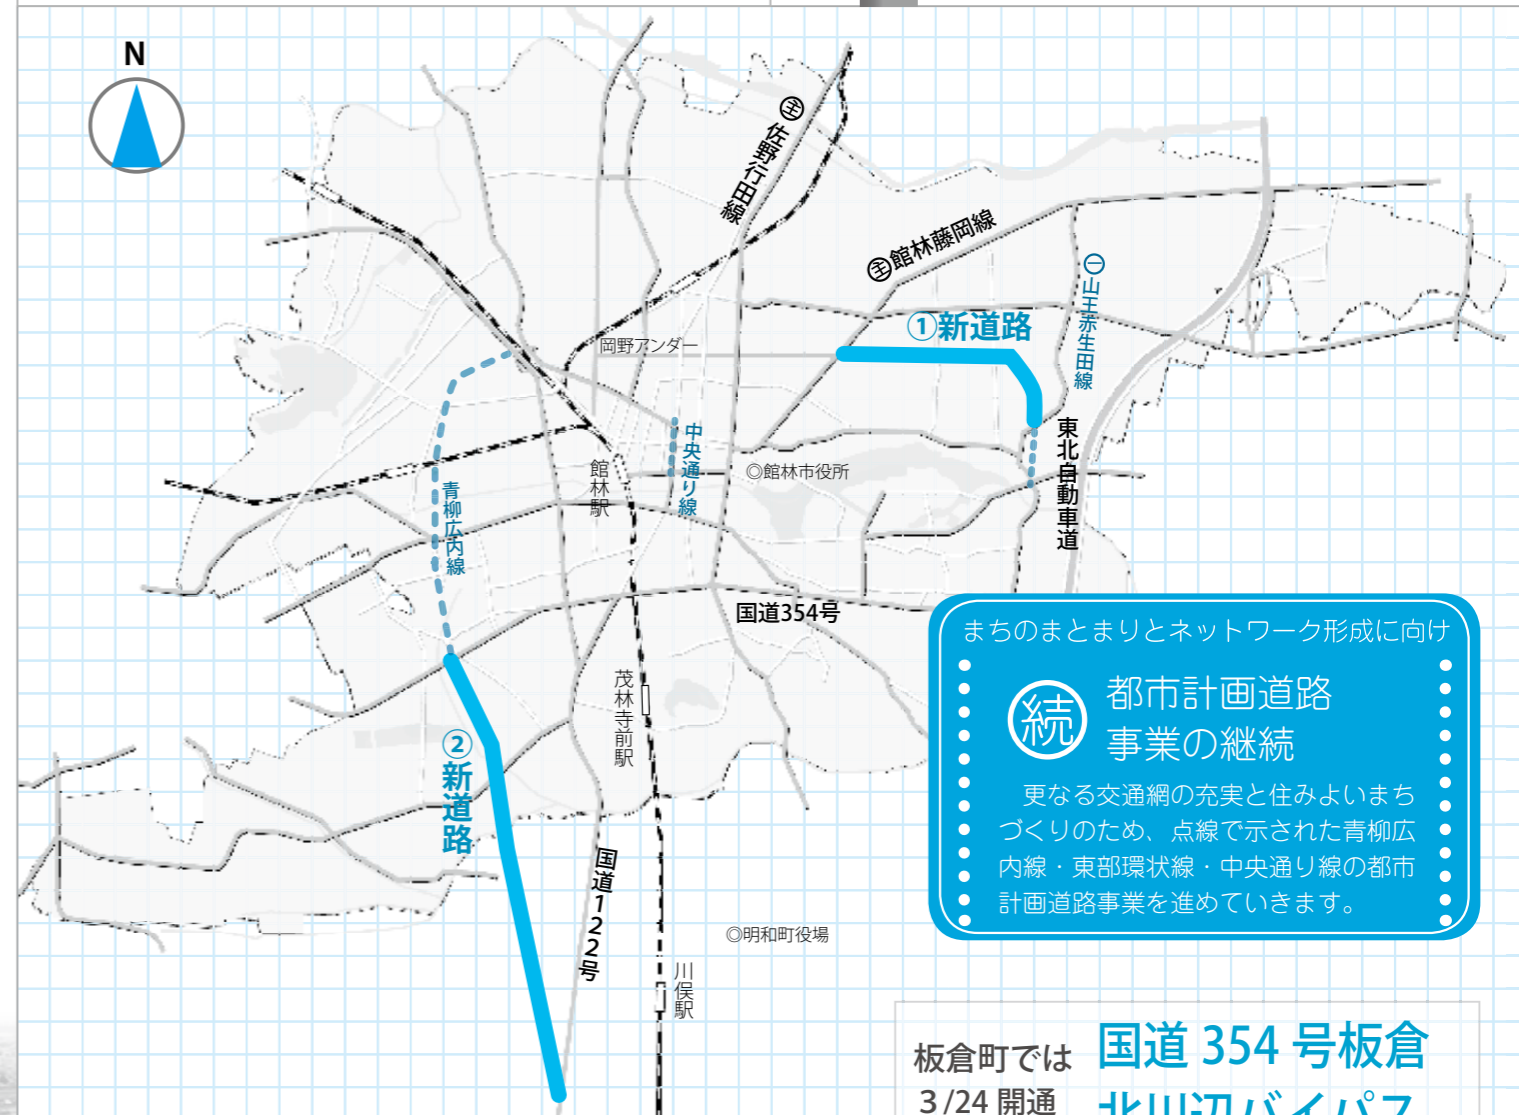 N
主 佐野行田線
主 館林藤岡線
一 山王赤生田線
①新道路
岡野アンダー
中央通り線
東北自動車道
館林駅
◎館林市役所
青柳広内線
国道354号
茂林寺前駅
②新道路
国道122号
◎明和町役場
川俣駅
まちのまとまりとネットワーク形成に向け
続 都市計画道路
事業の継続
更なる交通網の充実と住みよいまち
づくりのため、点線で示された青柳広
内線・東部環状線・中央通り線の都市
計画道路事業を進めていきます。
板倉町では
３/24 開通
国道 354 号板倉
北川辺バイパス